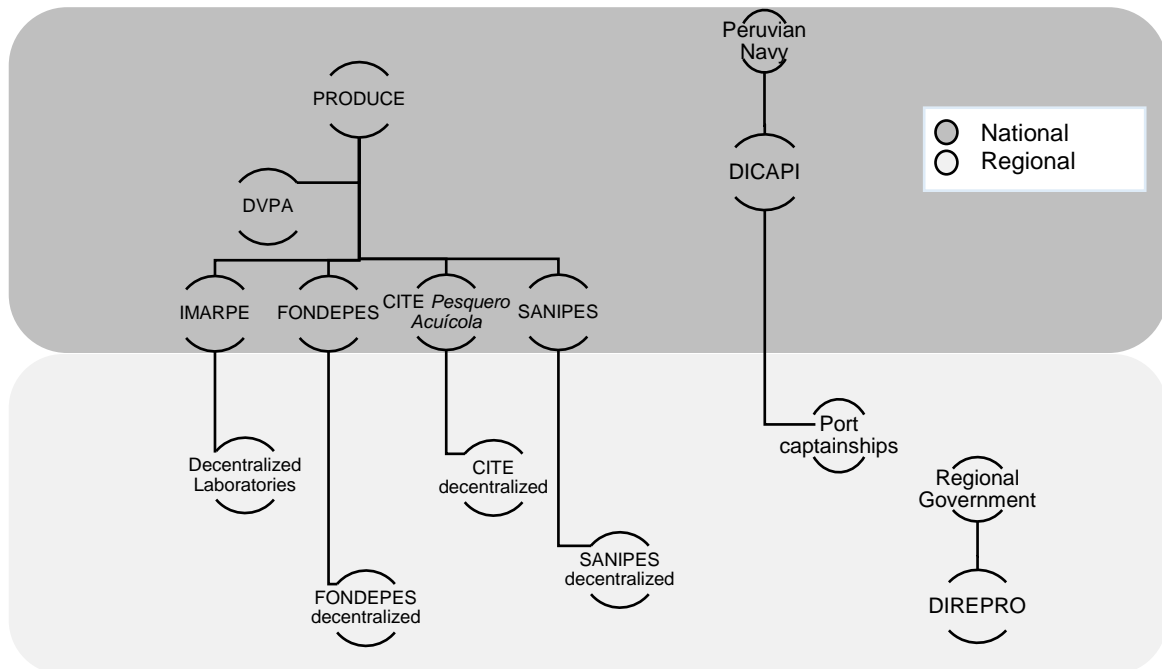 Peruvian
Navy
PRODUCE
National
Regional
DICAPI
DVPA
IMARPE
FONDEPES
CITE Pesquero
Acuícola
SANIPES
Port
captainships
Decentralized
Laboratories
CITE
decentralized
Regional
Government
SANIPES
decentralized
FONDEPES
decentralized
DIREPRO